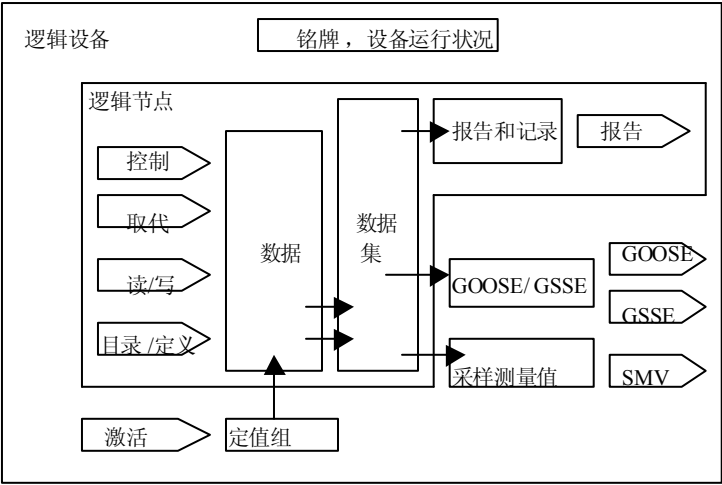 逻辑设备
铭牌 ，设备运行状况
逻辑节点
控制
取代
读/写
目录 /定义
数据
数据
集
报告和记录
报告
GOOSE/ GSSE
GOOSE
GSSE
采样测量值
SMV
激活
定值组